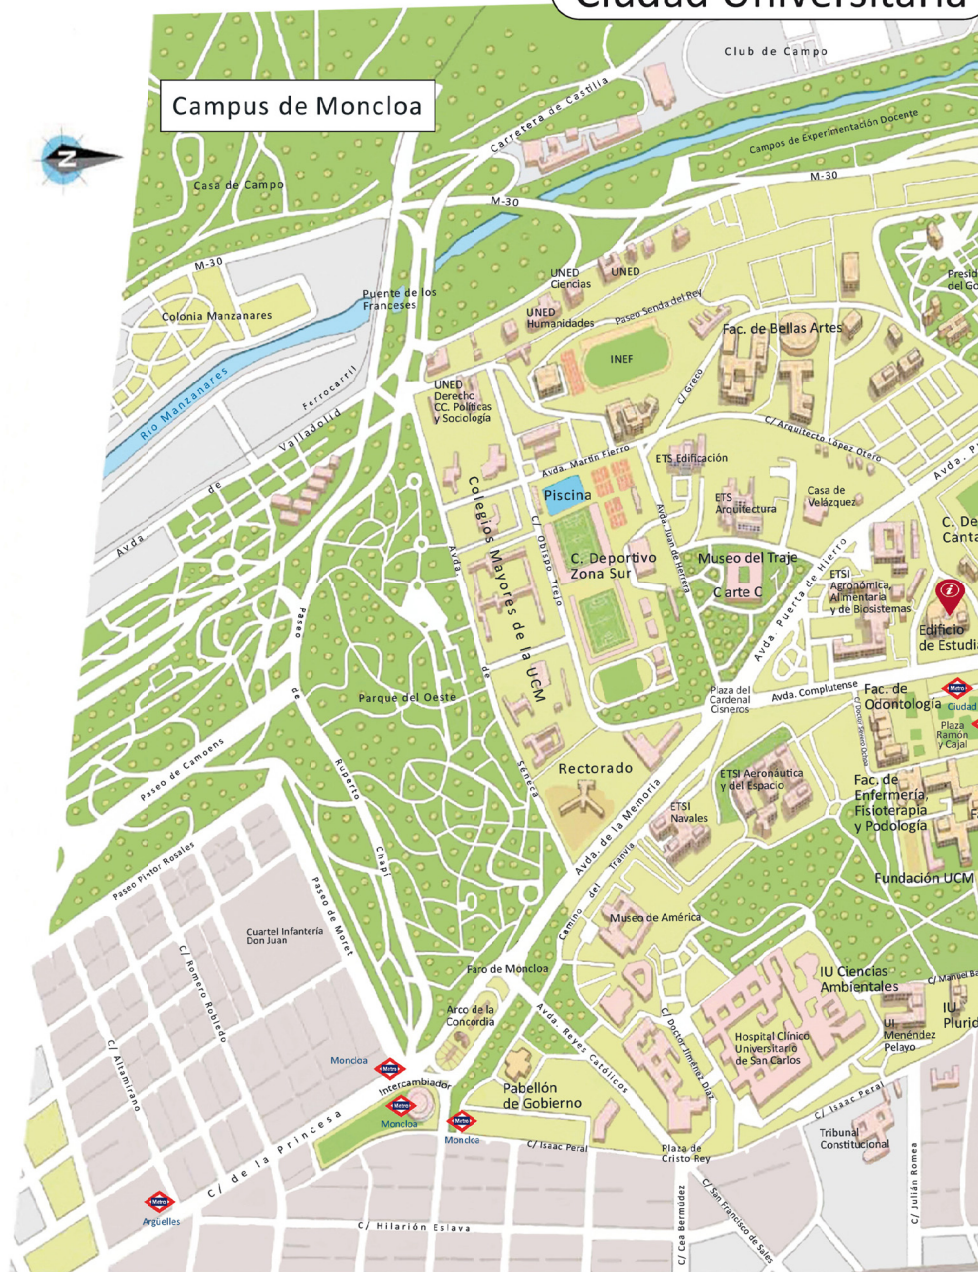 Ciudad Universitaria
Club de Campo
Campus de Moncloa
Carretera de Castilla
Campos de Experimentación Docente
N
Casa de Campo
M-30
M-30
M-30
UNED
Ciencias
UNED
Puente de los
Franceses
Paseo Senda del Rey
Colonia Manzanares
UNED
Humanidades
Fac. de Bellas Artes
INEF
Río Manzanares
Ferrocarril
UNED
Derecho
CC. Políticas
y Sociología
C/ Greco
C/ Arquitecto López Otero
Avda. de Valladolid
Avda. Martín Fierro
ETS Edificación
Piscina
ETS
Arquitectura
Casa de
Velázquez
Colegios Mayores de la UCM
C/ Obispo Trejo
Avda. Juan de Herrera
C. Deportivo
Zona Sur
Museo del Traje
C arte C
Avda. Puerta de Hierro
ETSI
Agronómica,
Alimentaria
y de Biosistemas
i
Edificio
Avda. de Séneca
Paseo de Ruperto Chapí
Parque del Oeste
Plaza del
Cardenal
Cisneros
Avda. Complutense
Fac. de
Odontología
Metro
Ciudad
Plaza
Ramón
y Cajal
C/ Doctor Severo Ochoa
Paseo de Camoens
Rectorado
ETSI Aeronáutica
y del Espacio
Fac. de
Enfermería,
Fisioterapia
y Podología
ETSI
Navales
Avda. de la Memoria
Camino del Tranvía
Paseo Pintor Rosales
Paseo de Moret
Fundación UCM
Museo de América
Cuartel Infantería
Don Juan
C/ Romero Robledo
Faro de Moncloa
IU Ciencias
Ambientales
Arco de la
Concordia
Avda. Reyes Católicos
C/ Doctor Jiménez Díaz
Hospital Clínico
Universitario
de San Carlos
UI
Menéndez
Pelayo
IU
C/ Altamirano
Moncloa
Metro
Intercambiador
Metro
Moncloa
Metro
Moncloa
Pabellón
de Gobierno
C/ Isaac Peral
C/ Isaac Peral
Tribunal
Constitucional
Plaza de
Cristo Rey
C/ de la Princesa
Metro
Argüelles
C/ Hilarión Eslava
C/ Cea Bermúdez
C/ San Francisco de Sales
C/ Julián Romea